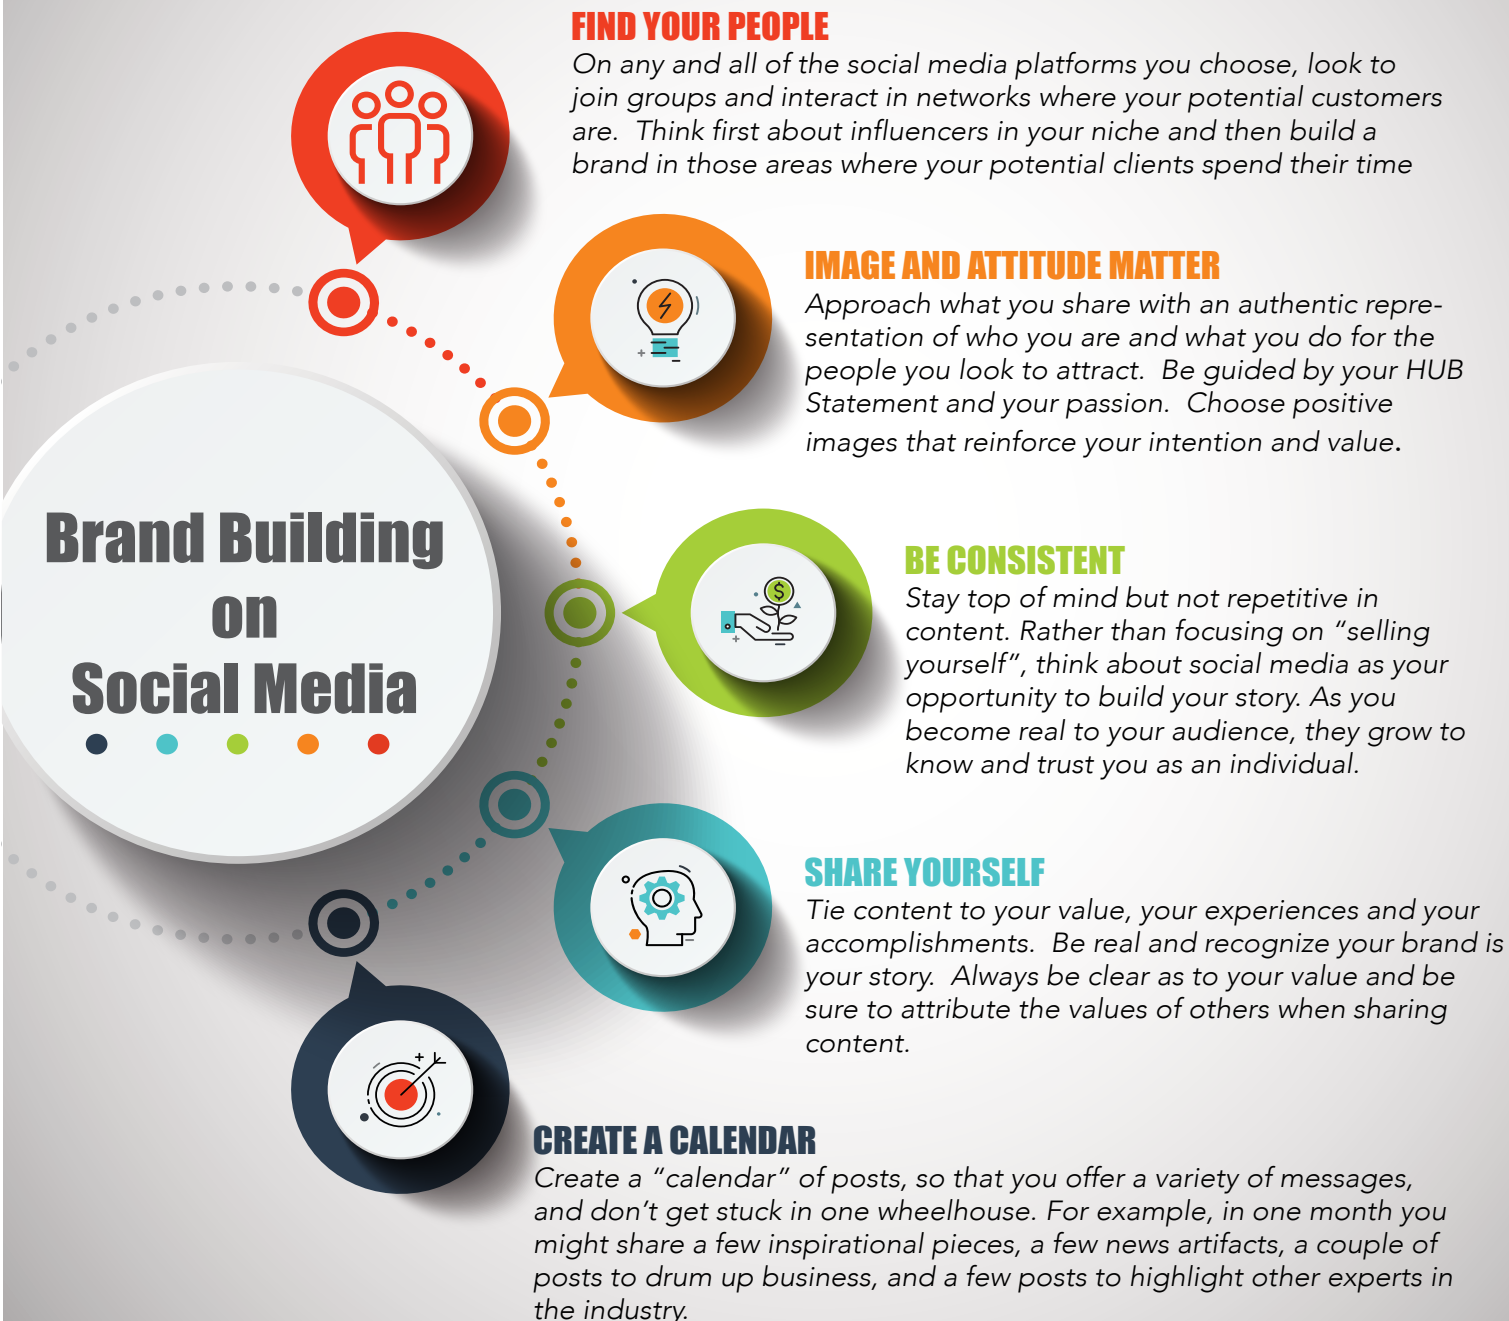 FIND YOUR PEOPLE
On any and all of the social media platforms you choose, look to
join groups and interact in networks where your potential customers
are.  Think first about influencers in your niche and then build a
brand in those areas where your potential clients spend their time
IMAGE AND ATTITUDE MATTER
Approach what you share with an authentic repre-
sentation of who you are and what you do for the
people you look to attract.  Be guided by your HUB
Statement and your passion.  Choose positive
images that reinforce your intention and value.
Brand Building
on
Social Media
BE CONSISTENT
Stay top of mind but not repetitive in
content. Rather than focusing on “selling
yourself”, think about social media as your
opportunity to build your story. As you
become real to your audience, they grow to
know and trust you as an individual.
$
SHARE YOURSELF
Tie content to your value, your experiences and your
accomplishments.  Be real and recognize your brand is
your story.  Always be clear as to your value and be
sure to attribute the values of others when sharing
content.
CREATE A CALENDAR
Create a “calendar” of posts, so that you offer a variety of messages,
and don’t get stuck in one wheelhouse. For example, in one month you
might share a few inspirational pieces, a few news artifacts, a couple of
posts to drum up business, and a few posts to highlight other experts in
the industry.